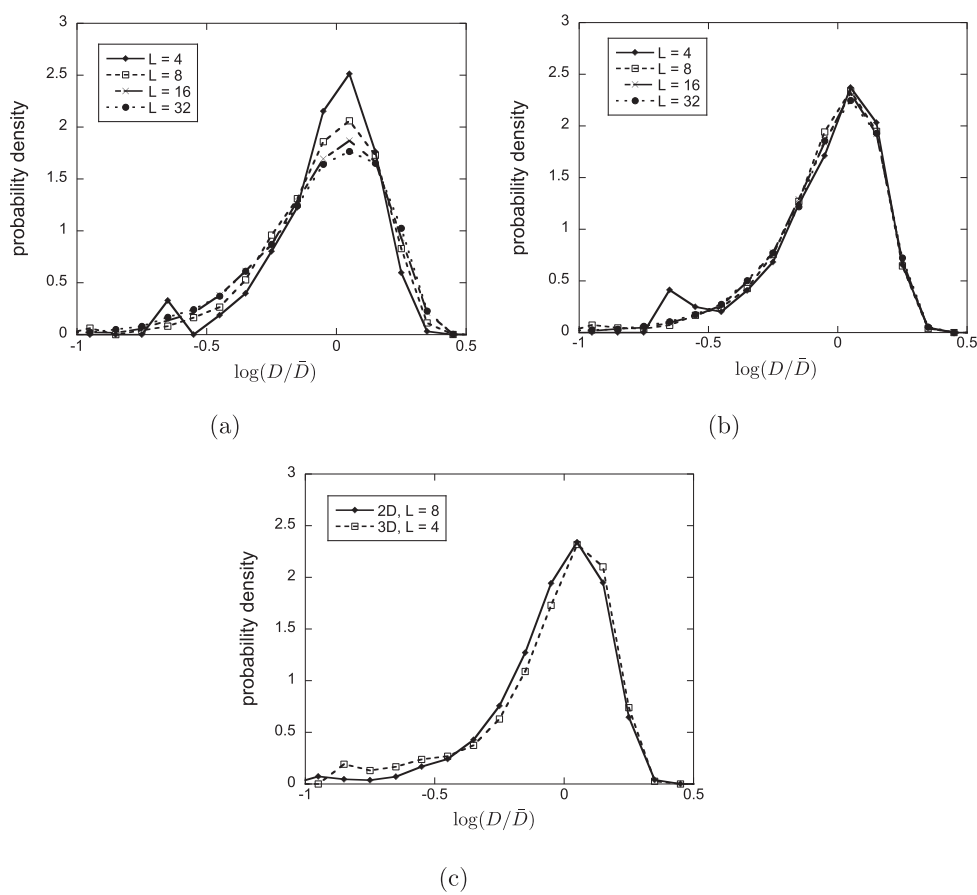 3
2.5
2
1.5
1
0.5
0
-1
-0.5
0
0.5
probability density
log(D/D̄)
L = 4
L = 8
L = 16
L = 32
(a)
3
2.5
2
1.5
1
0.5
0
-1
-0.5
0
0.5
probability density
log(D/D̄)
L = 4
L = 8
L = 16
L = 32
(b)
3
2.5
2
1.5
1
0.5
0
-1
-0.5
0
0.5
probability density
log(D/D̄)
2D, L = 8
3D, L = 4
(c)